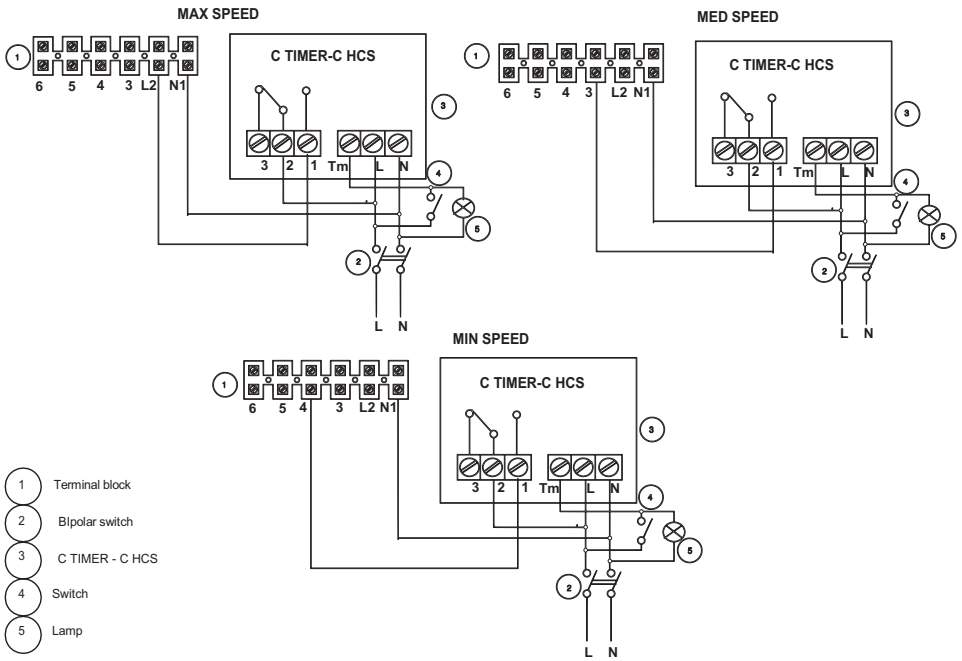 MAX SPEED
1
C TIMER-C HCS
6 5 4 3 L2 N1
3
3 2 1 Tm L N
4
5
2
L N
MED SPEED
1
C TIMER-C HCS
6 5 4 3 L2 N1
3
3 2 1 Tm L N
4
5
2
L N
MIN SPEED
1
C TIMER-C HCS
6 5 4 3 L2 N1
3
3 2 1 Tm L N
4
5
2
L N
1 Terminal block
2 BIpolar switch
3 C TIMER - C HCS
4 Switch
5 Lamp